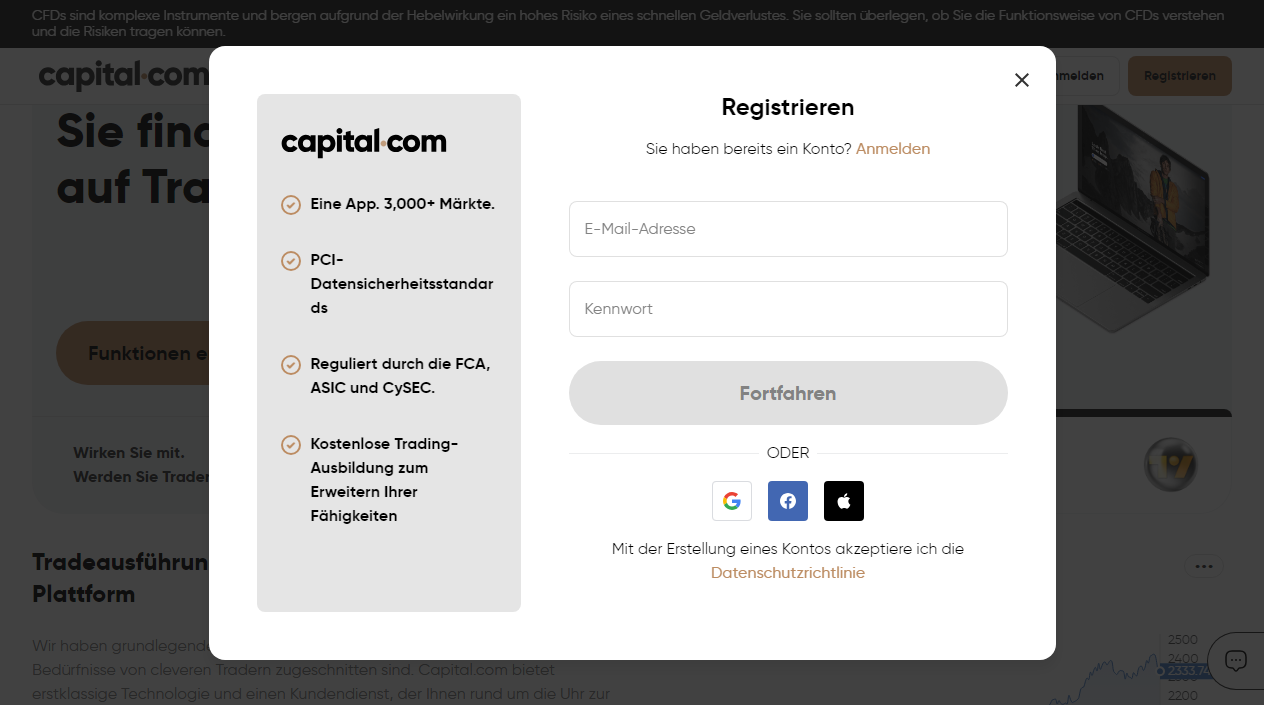 CFDs sind komplexe Instrumente und bergen aufgrund der Hebelwirkung ein hohes Risiko eines schnellen Geldverlustes. Sie sollten überlegen, ob Sie die Funktionsweise von CFDs verstehen
und die Risiken tragen können.
capital.com
nmelden
Registrieren
Sie find
auf Tra
Funktionen e
Wirken Sie mit.
Werden Sie Trader
Tradeausführun
Plattform
Wir haben grundlegend
Bedürfnisse von cleveren Tradern zugeschnitten sind. Capital.com bietet
erstklassige Technologie und einen Kundendienst, der Ihnen rund um die Uhr zur
capital.com
Eine App. 3,000+ Märkte.
PCI-
Datensicherheitsstandar
ds
Reguliert durch die FCA,
ASIC und CySEC.
Kostenlose Trading-
Ausbildung zum
Erweitern Ihrer
Fähigkeiten
Registrieren
Sie haben bereits ein Konto? Anmelden
E-Mail-Adresse
Kennwort
Fortfahren
ODER
Mit der Erstellung eines Kontos akzeptiere ich die
Datenschutzrichtlinie
2500
2400
2333.74
2200